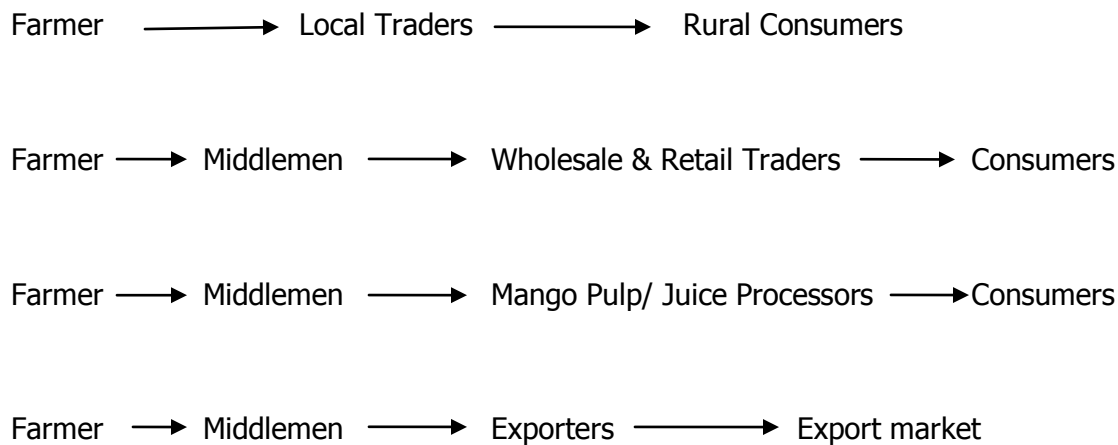 Farmer Local Traders Rural Consumers
Farmer Middlemen Wholesale & Retail Traders Consumers
Farmer Middlemen Mango Pulp/ Juice Processors Consumers
Farmer Middlemen Exporters Export market